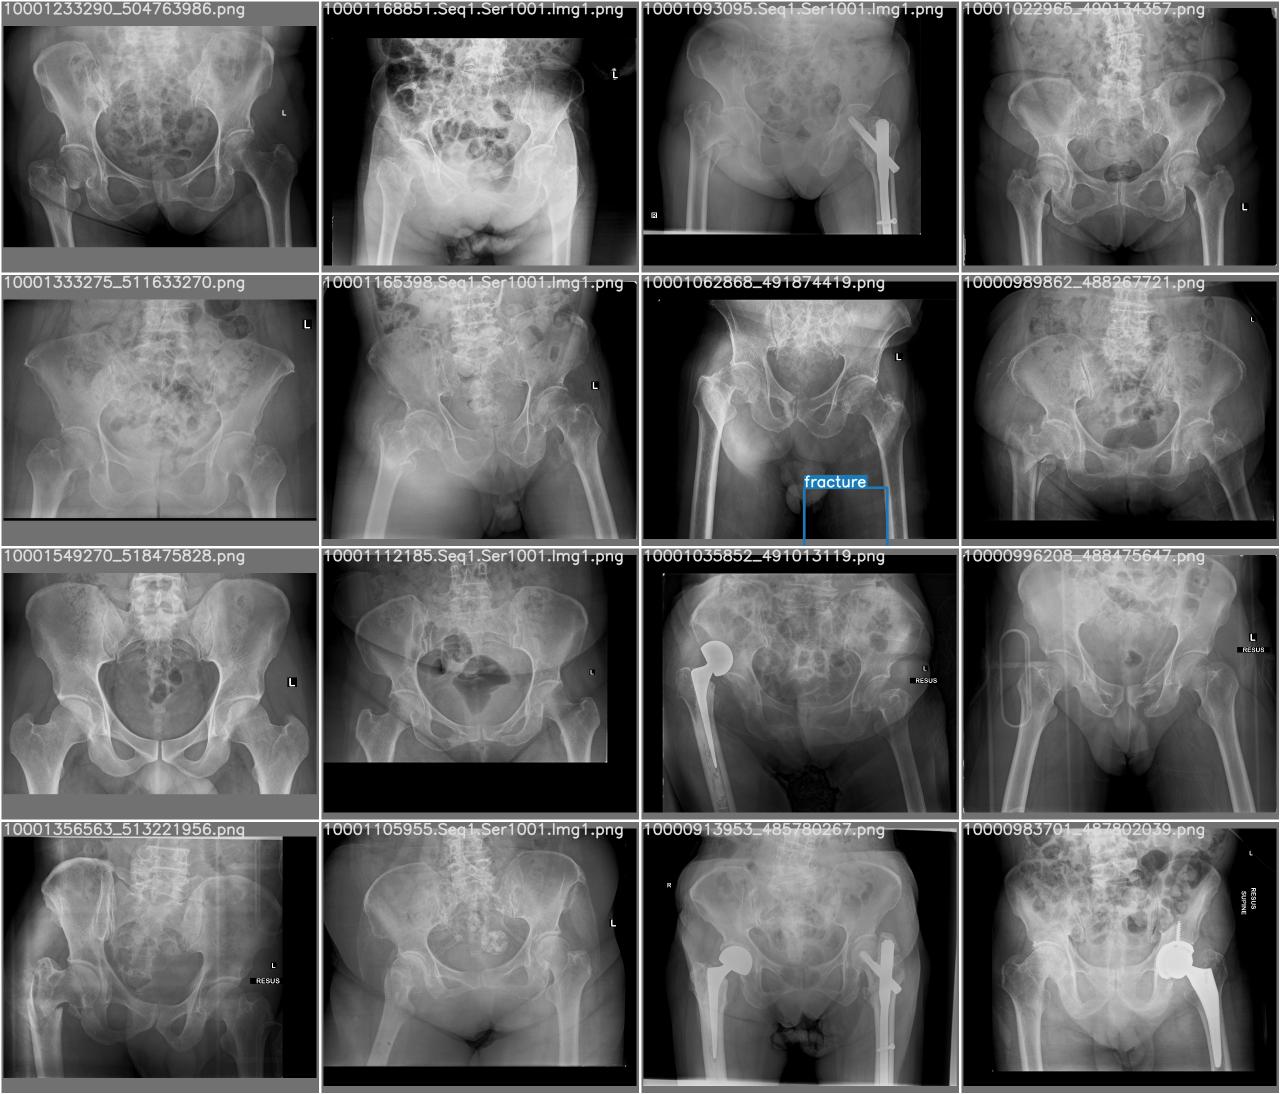 10001233290_504763986.png
10001168851.Seq1.Ser1001.Img1.png
10001093095.Seq1.Ser1001.Img1.png
10001022965_490134357.png
L
L
R
L
10001333275_511633270.png
10001165398.Seq1.Ser1001.Img1.png
10001062868_491874419.png
10000989862_488267721.png
L
L
L
L
fracture
10001549270_518475828.png
10001112185.Seq1.Ser1001.Img1.png
10001035852_491013119.png
10000996208_488475647.png
L
L
L
RESUS
L
RESUS
10001356563_513221956.png
10001105955.Seq1.Ser1001.Img1.png
10000913953_485780267.png
10000983701_487802039.png
L
RESUS
L
R
L
RESUS
SUPINE